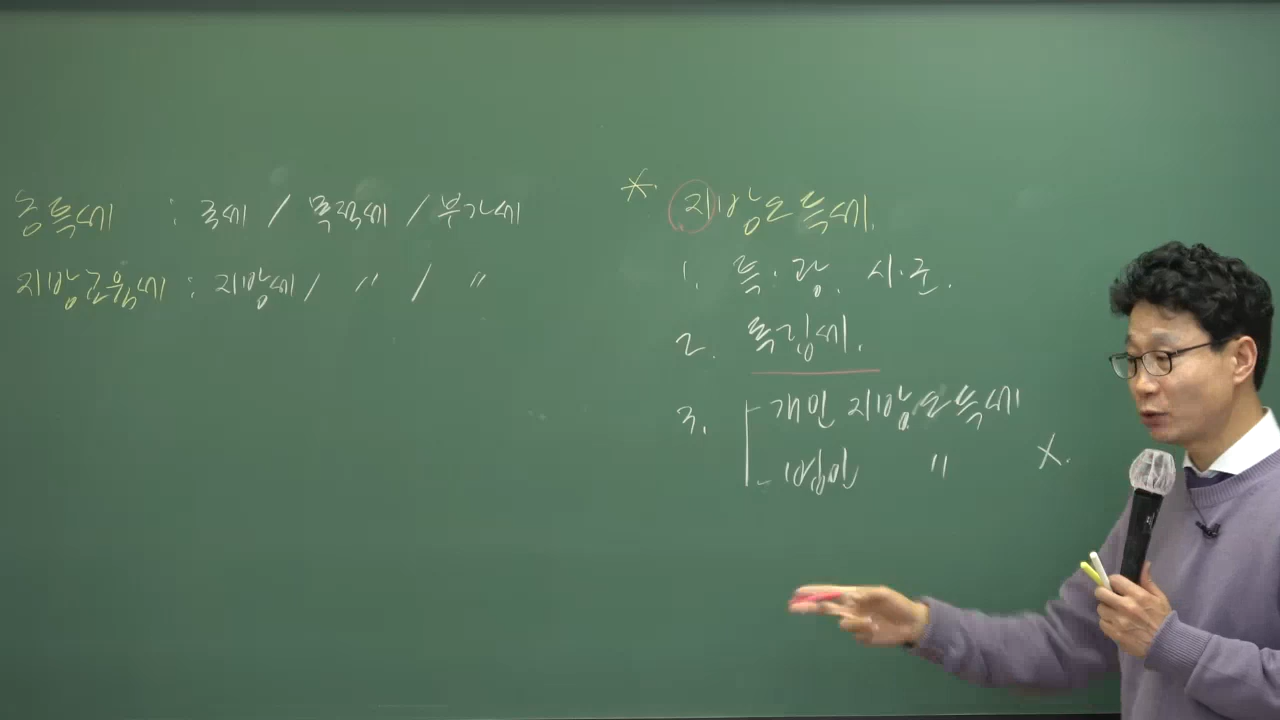 농특세 : 국세 / 목적세 / 부가세
지방교육세 : 지방세 / 〃 / 〃
* 지방소득세.
1. 특·광, 시·군.
2. 독립세.
3. 개인 지방소득세
법인 〃 X.